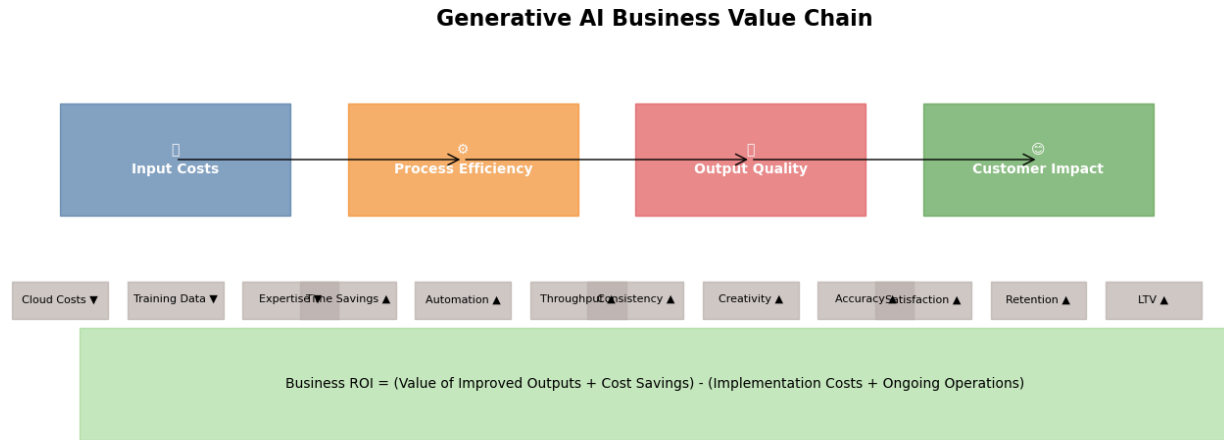 Generative AI Business Value Chain
Input Costs
⚙
Process Efficiency
Output Quality
😊
Customer Impact
Cloud Costs ▼
Training Data ▼
Expertise ▼
Time Savings ▲
Automation ▲
Throughput ▲
Consistency ▲
Creativity ▲
Accuracy ▲
Satisfaction ▲
Retention ▲
LTV ▲
Business ROI = (Value of Improved Outputs + Cost Savings) - (Implementation Costs + Ongoing Operations)